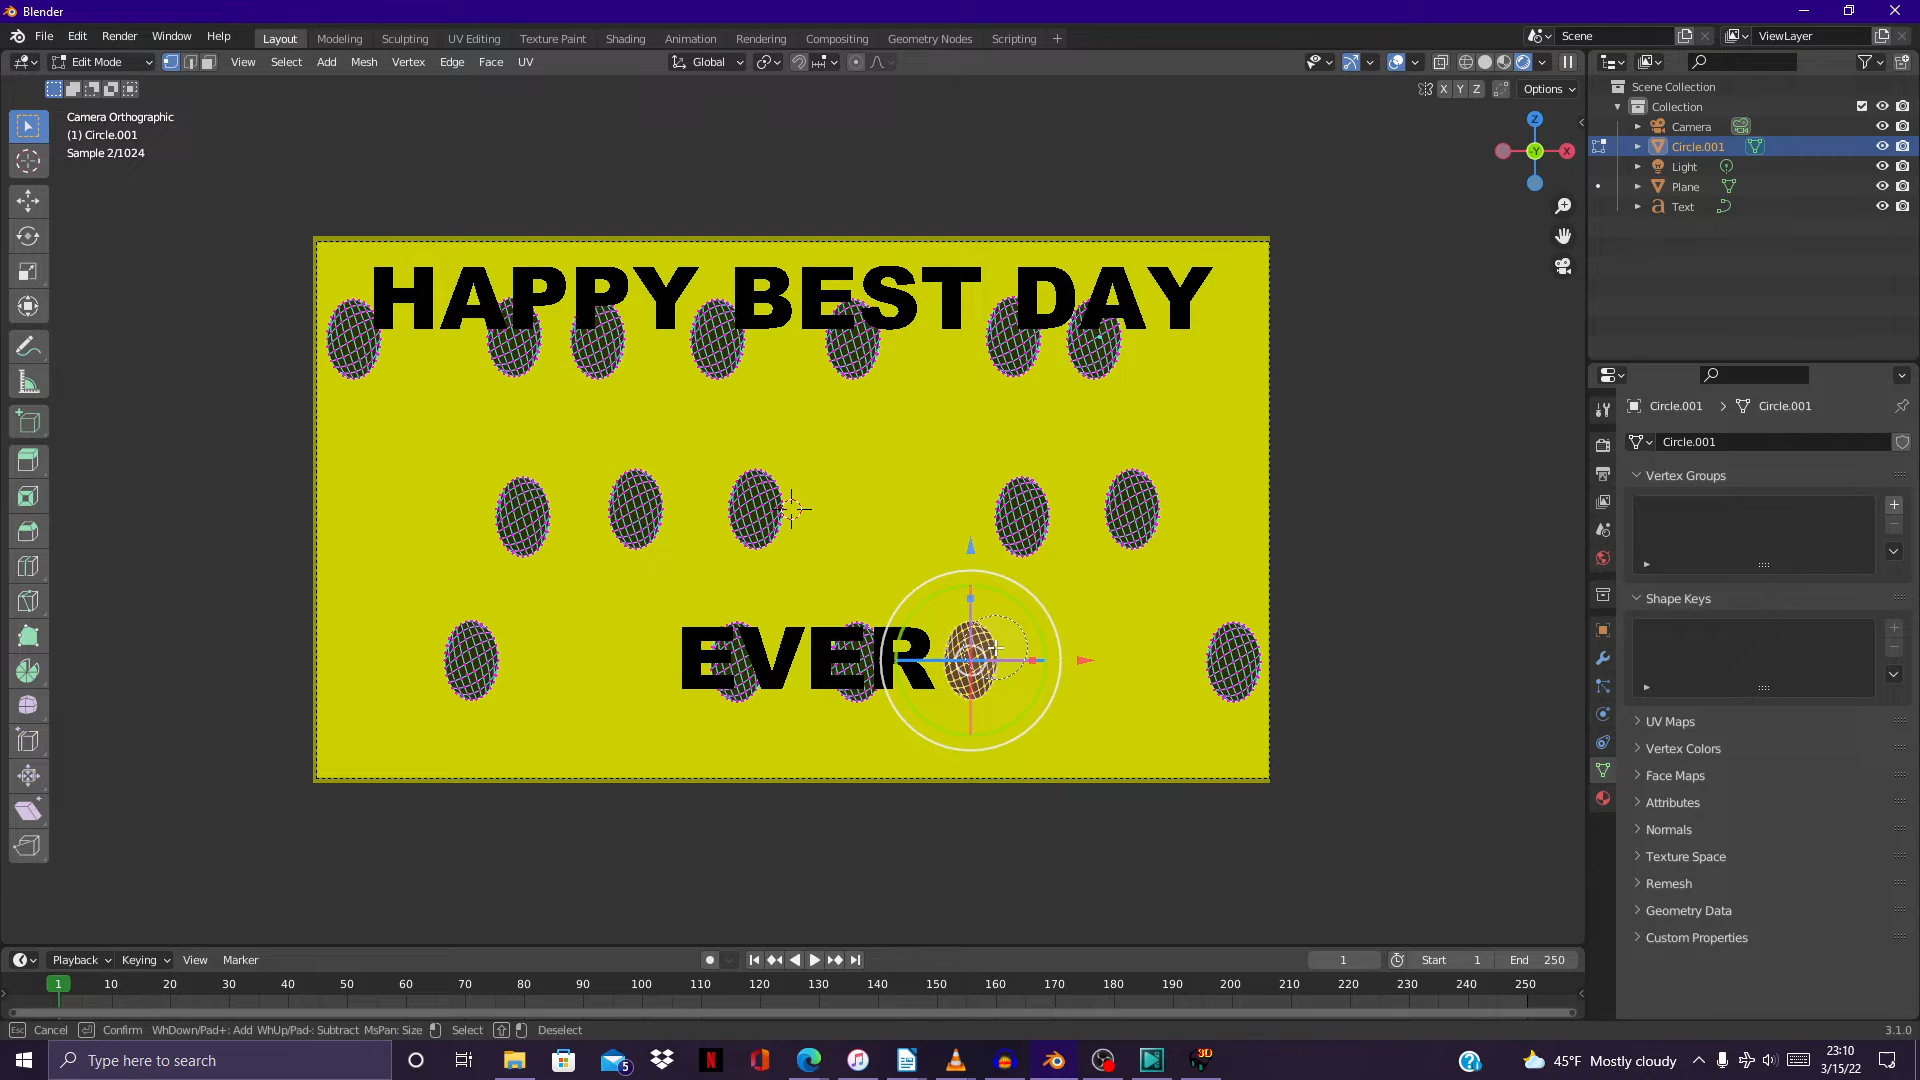 Blender
File Edit Render Window Help
Layout Modeling Sculpting UV Editing Texture Paint Shading Animation Rendering Compositing Geometry Nodes Scripting +
Scene ViewLayer
Edit Mode View Select Add Mesh Vertex Edge Face UV Global
X Y Z Options
Camera Orthographic
(1) Circle.001
Sample 2/1024
Z
-Y X
HAPPY BEST DAY
EVER
Scene Collection
Collection
Camera
Circle.001
Light
Plane
Text
Circle.001 > Circle.001
Circle.001
Vertex Groups
Shape Keys
UV Maps
Vertex Colors
Face Maps
Attributes
Normals
Texture Space
Remesh
Geometry Data
Custom Properties
Playback Keying View Marker 1 Start 1 End 250
1 10 20 30 40 50 60 70 80 90 100 110 120 130 140 150 160 170 180 190 200 210 220 230 240 250
Esc Cancel Confirm WhDown/Pad+: Add WhUp/Pad-: Subtract MsPan: Size Select Deselect 3.1.0
Type here to search
5
3D
45°F Mostly cloudy
23:10
3/15/22